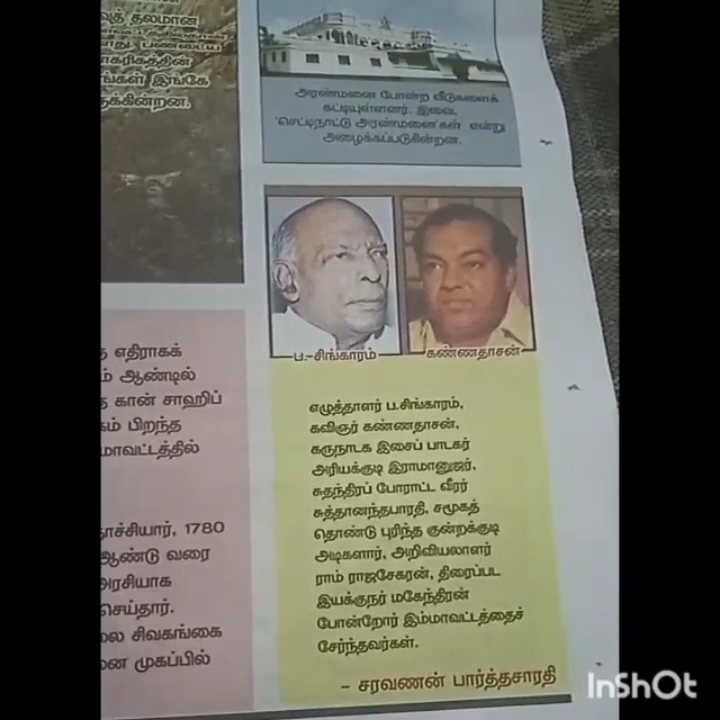 தலமான
பண்டைய
இங்கே
அரண்மனை போன்ற வீடுகளைக்
கட்டியுள்ளனர். இவை,
'செட்டிநாட்டு அரண்மனை'கள் என்று
அழைக்கப்படுகின்றன.
ப. சிங்காரம்
கண்ணதாசன்
எதிராகக்
ஆண்டில்
கான் சாஹிப்
பிறந்த
மாவட்டத்தில்
1780
ஆண்டு வரை
அரசியாக
செய்தார்.
சிவகங்கை
முகப்பில்
எழுத்தாளர் ப.சிங்காரம்,
கவிஞர் கண்ணதாசன்,
கருநாடக இசைப் பாடகர்
அரியக்குடி இராமானுஜர்,
சுதந்திரப் போராட்ட வீரர்
சுத்தானந்தபாரதி, சமூகத்
தொண்டு புரிந்த குன்றக்குடி
அடிகளார், அறிவியலாளர்
ராம் ராஜசேகரன், திரைப்பட
இயக்குநர் மகேந்திரன்
போன்றோர் இம்மாவட்டத்தைச்
சேர்ந்தவர்கள்.
- சரவணன் பார்த்தசாரதி
InShOt